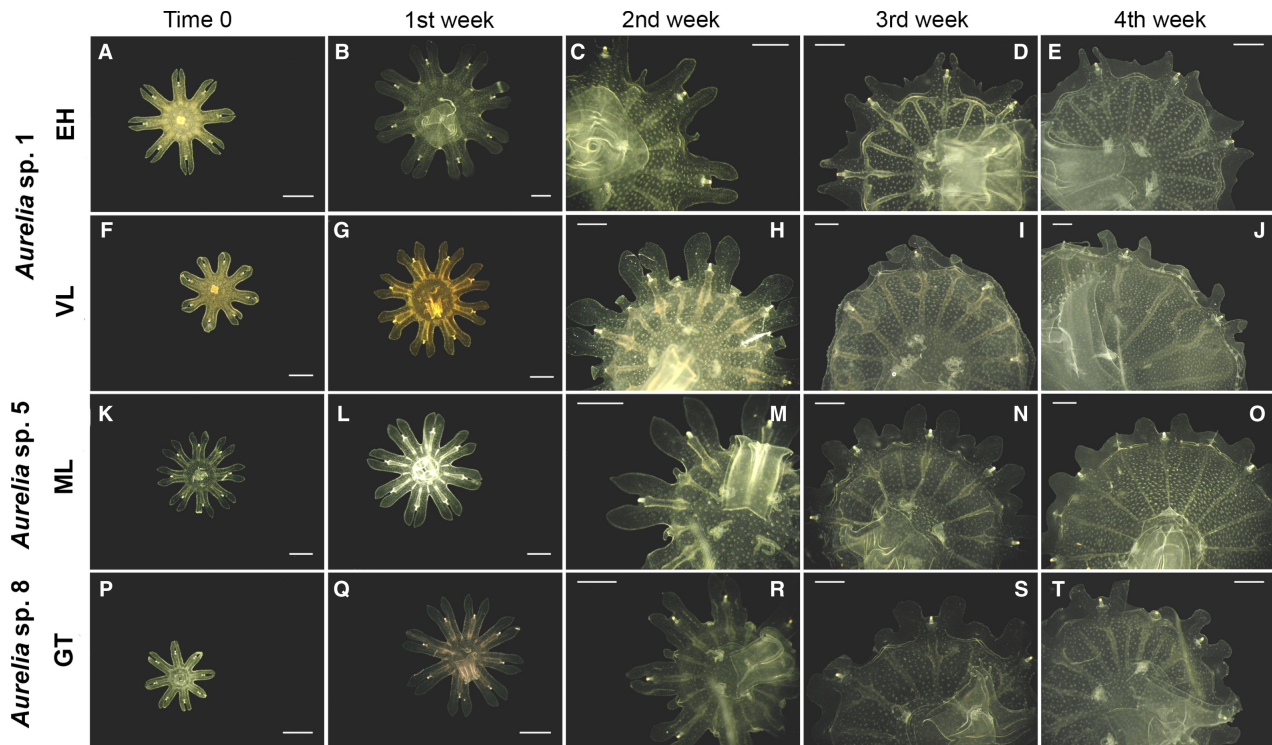 Time 0 1st week 2nd week 3rd week 4th week
Aurelia sp. 1
EH
A B C D E
VL
F G H I J
Aurelia sp. 5
ML
K L M N O
Aurelia sp. 8
GT
P Q R S T